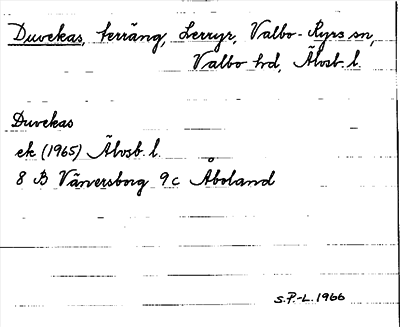 Duvekas, terräng, Lerryr, Valbo-Ryrs sn,
Valbo hd, Älvsb. l.
Duvekas
ek (1965) Älvsb. l.
8 B Vänersborg 9c Åboland
S.P.-L. 1966